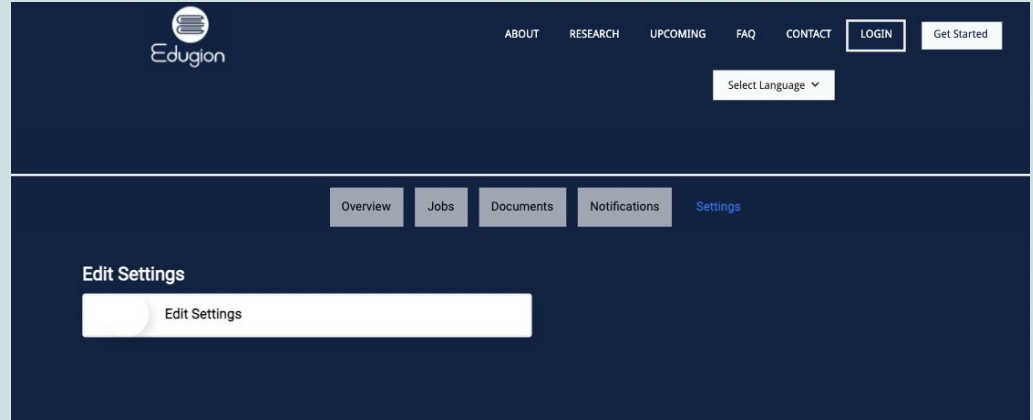 Edugion
ABOUT RESEARCH UPCOMING FAQ CONTACT LOGIN Get Started
Select Language
Overview Jobs Documents Notifications Settings
Edit Settings
Edit Settings